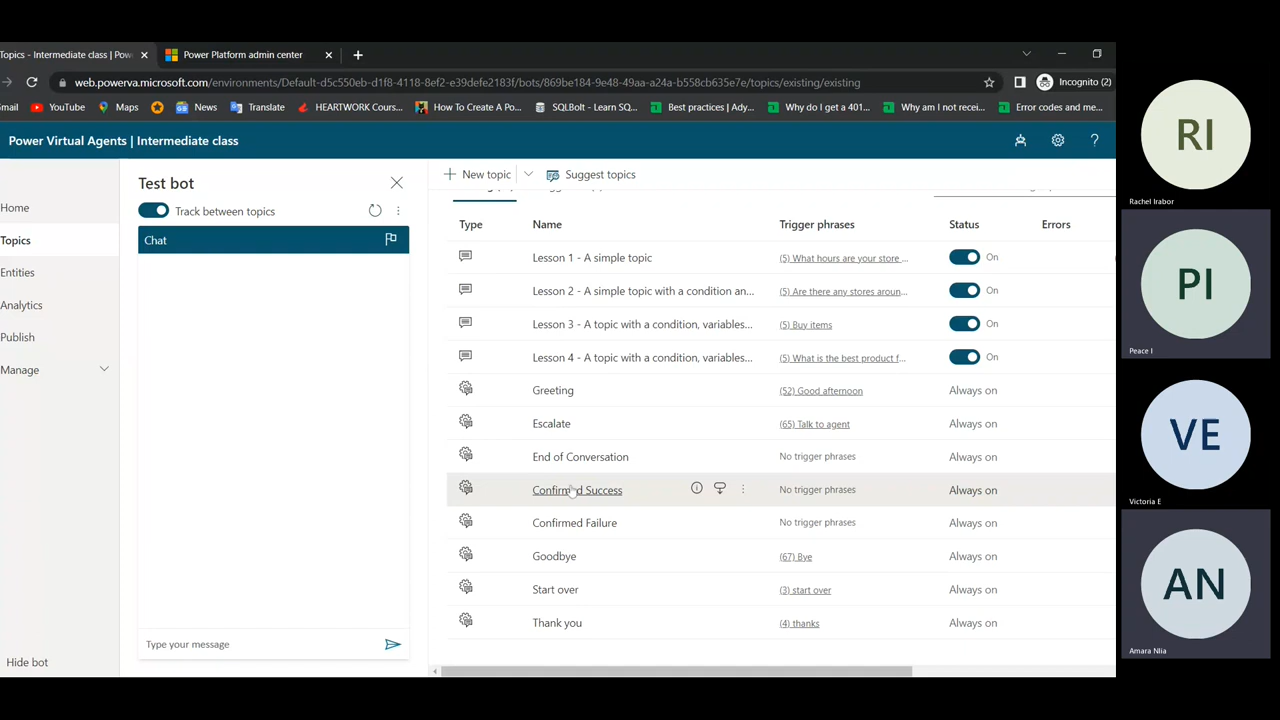 Topics - Intermediate class | Pow
Power Platform admin center
web.powerva.microsoft.com/environments/Default-d5c550eb-d1f8-4118-8ef2-e39defe2183f/bots/869be184-9e48-49aa-a24a-b558cb635e7e/topics/existing/existing
Incognito (2)
mail
YouTube
Maps
News
Translate
HEARTWORK Cours...
How To Create A Po...
SQLBolt - Learn SQ...
Best practices | Ady...
Why do I get a 401...
Why am I not recei...
Error codes and me...
Power Virtual Agents | Intermediate class
Home
Topics
Entities
Analytics
Publish
Manage
Hide bot
Test bot
Track between topics
Chat
Type your message
New topic
Suggest topics
Type Name Trigger phrases Status Errors
Lesson 1 - A simple topic (5) What hours are your store ... On
Lesson 2 - A simple topic with a condition an... (5) Are there any stores aroun... On
Lesson 3 - A topic with a condition, variables... (5) Buy items On
Lesson 4 - A topic with a condition, variables... (5) What is the best product f... On
Greeting (52) Good afternoon Always on
Escalate (65) Talk to agent Always on
End of Conversation No trigger phrases Always on
Confirmed Success No trigger phrases Always on
Confirmed Failure No trigger phrases Always on
Goodbye (67) Bye Always on
Start over (3) start over Always on
Thank you (4) thanks Always on
RI
Rachel Irabor
PI
Peace I
VE
Victoria E
AN
Amara Nlia